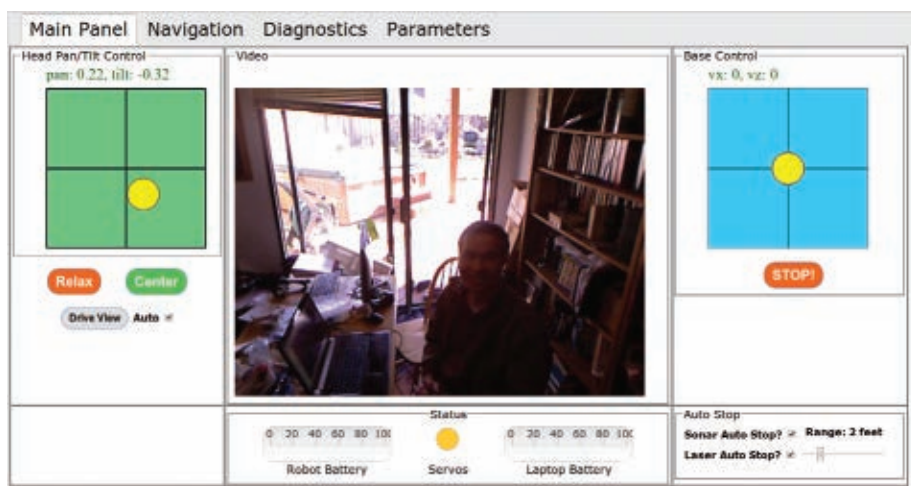 Main Panel Navigation Diagnostics Parameters
Head Pan/Tilt Control
pan: 0.22, tilt: -0.32
Relax Center
Drive View Auto
Video
Base Control
vx: 0, vz: 0
STOP!
Status
0 20 40 60 80 100
Robot Battery
Servos
0 20 40 60 80 100
Laptop Battery
Auto Stop
Sonar Auto Stop? Range: 2 feet
Laser Auto Stop?